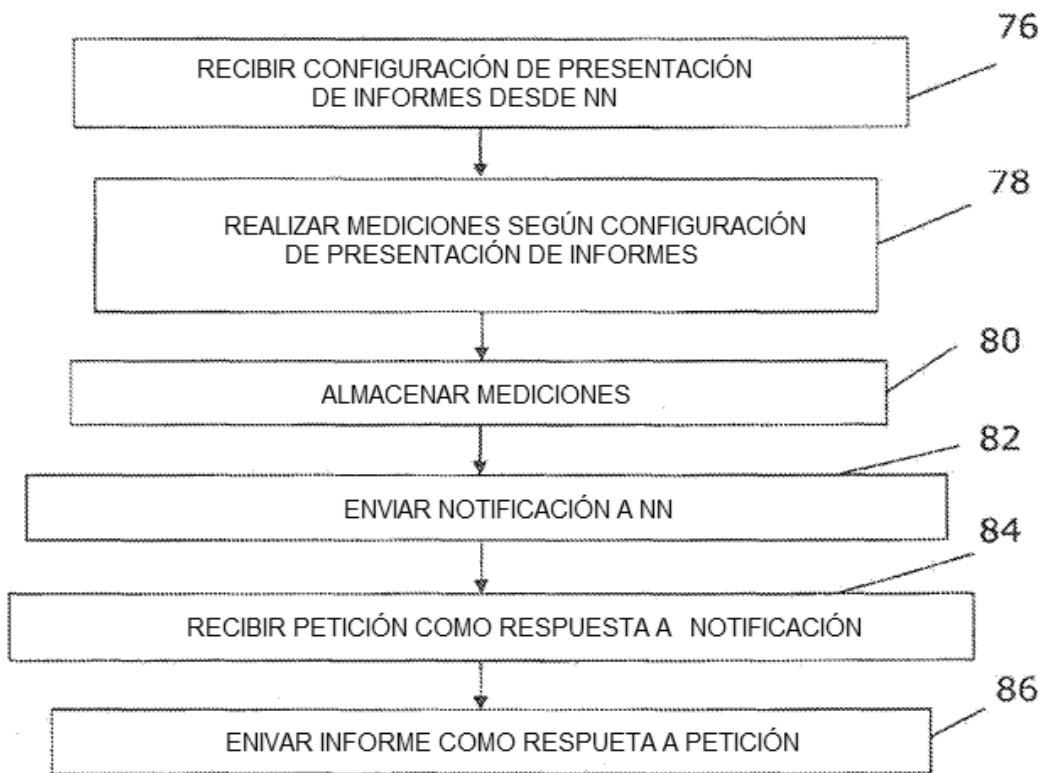 76
RECIBIR CONFIGURACIÓN DE PRESENTACIÓN
DE INFORMES DESDE NN
78
REALIZAR MEDICIONES SEGÚN CONFIGURACIÓN
DE PRESENTACIÓN DE INFORMES
80
ALMACENAR MEDICIONES
82
ENVIAR NOTIFICACIÓN A NN
84
RECIBIR PETICIÓN COMO RESPUESTA A NOTIFICACIÓN
86
ENIVAR INFORME COMO RESPUETA A PETICIÓN